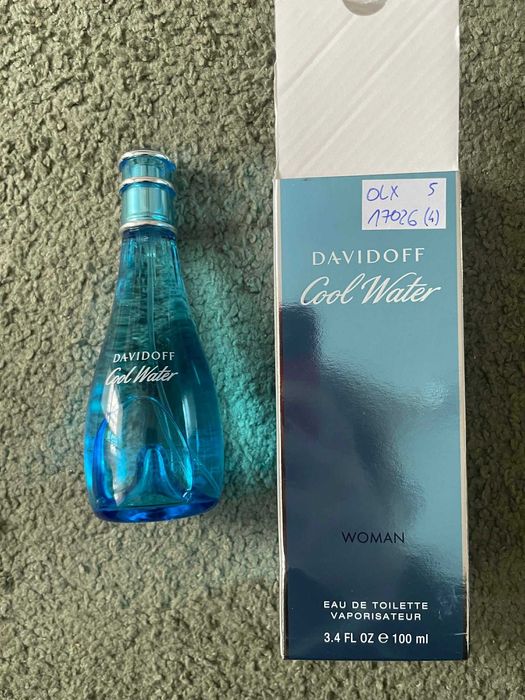 DAVIDOFF
Cool Water
OLX 5
17026 (4)
DAVIDOFF
Cool Water
WOMAN
EAU DE TOILETTE
VAPORISATEUR
3.4 FL OZ e 100 ml